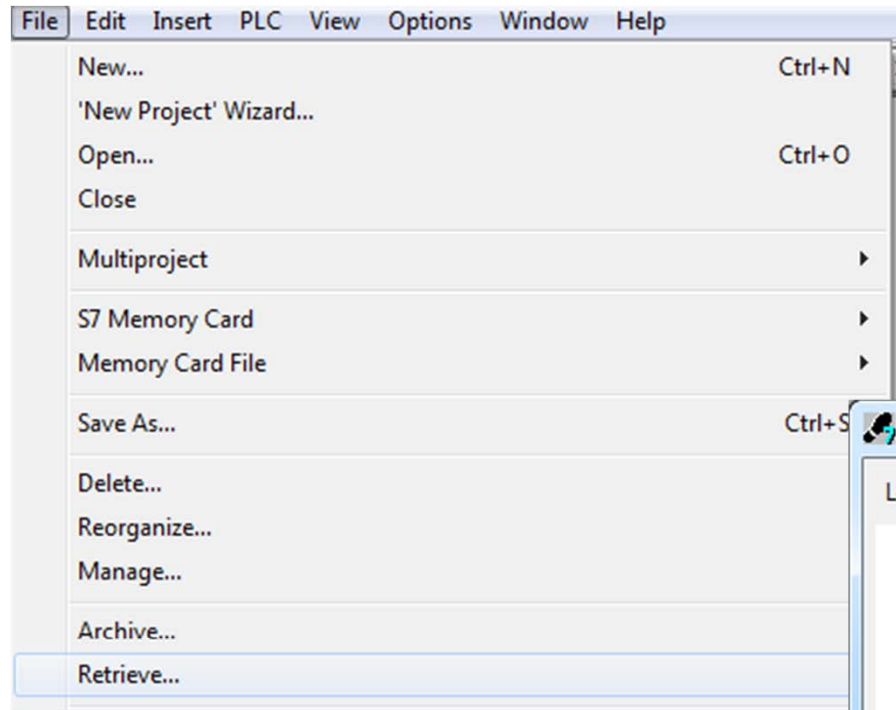 File Edit Insert PLC View Options Window Help
New... Ctrl+N
'New Project' Wizard...
Open... Ctrl+O
Close
Multiproject
S7 Memory Card
Memory Card File
Save As... Ctrl+S
L
Delete...
Reorganize...
Manage...
Archive...
Retrieve...